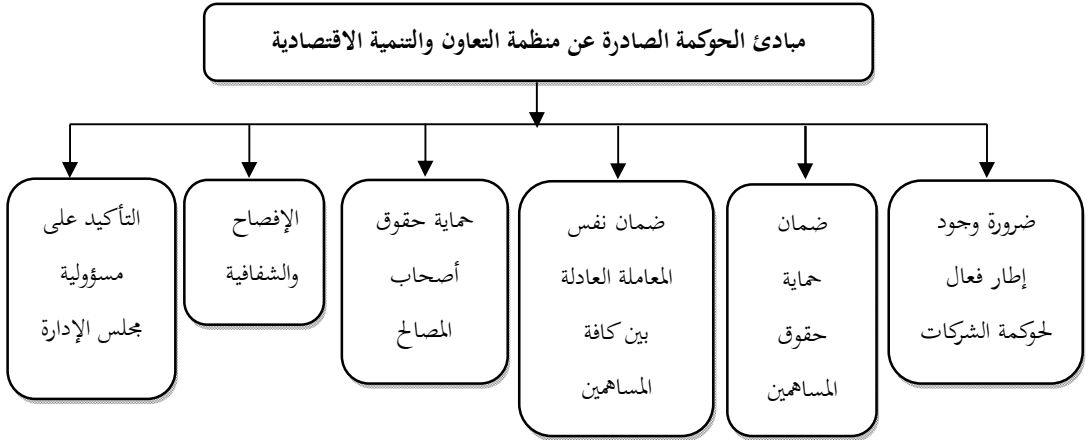 مبادئ الحوكمة الصادرة عن منظمة التعاون والتنمية الاقتصادية
ضرورة وجود
إطار فعال
لحوكمة الشركات
ضمان
حماية
حقوق
المساهمين
ضمان نفس
المعاملة العادلة
بين كافة
المساهمين
حماية حقوق
أصحاب
المصالح
الإفصاح
والشفافية
التأكيد على
مسؤولية
مجلس الإدارة